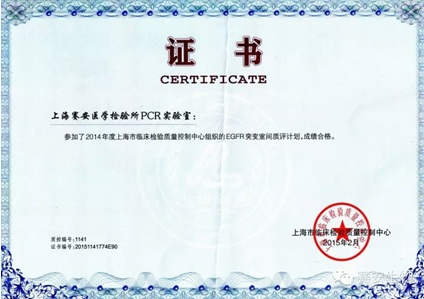 证书
CERTIFICATE
上海赛安医学检验所PCR实验室：
参加了2014年度上海市临床检验质量控制中心组织的EGFR突变室间质评计划,成绩合格。
上海市临床检验质量控制中心
2015年2月
质控编号：1141
证书编号：20151141774E90